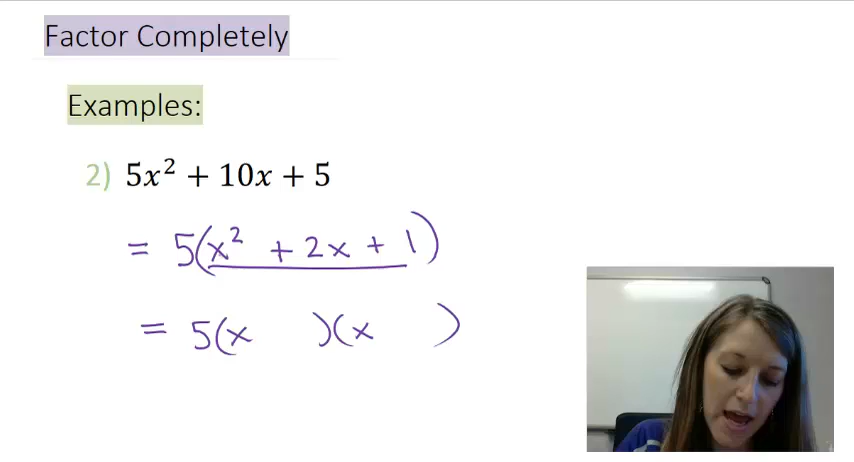 Factor Completely
Examples:
2) 5x² + 10x + 5
= 5(x² + 2x + 1)
= 5(x )(x )